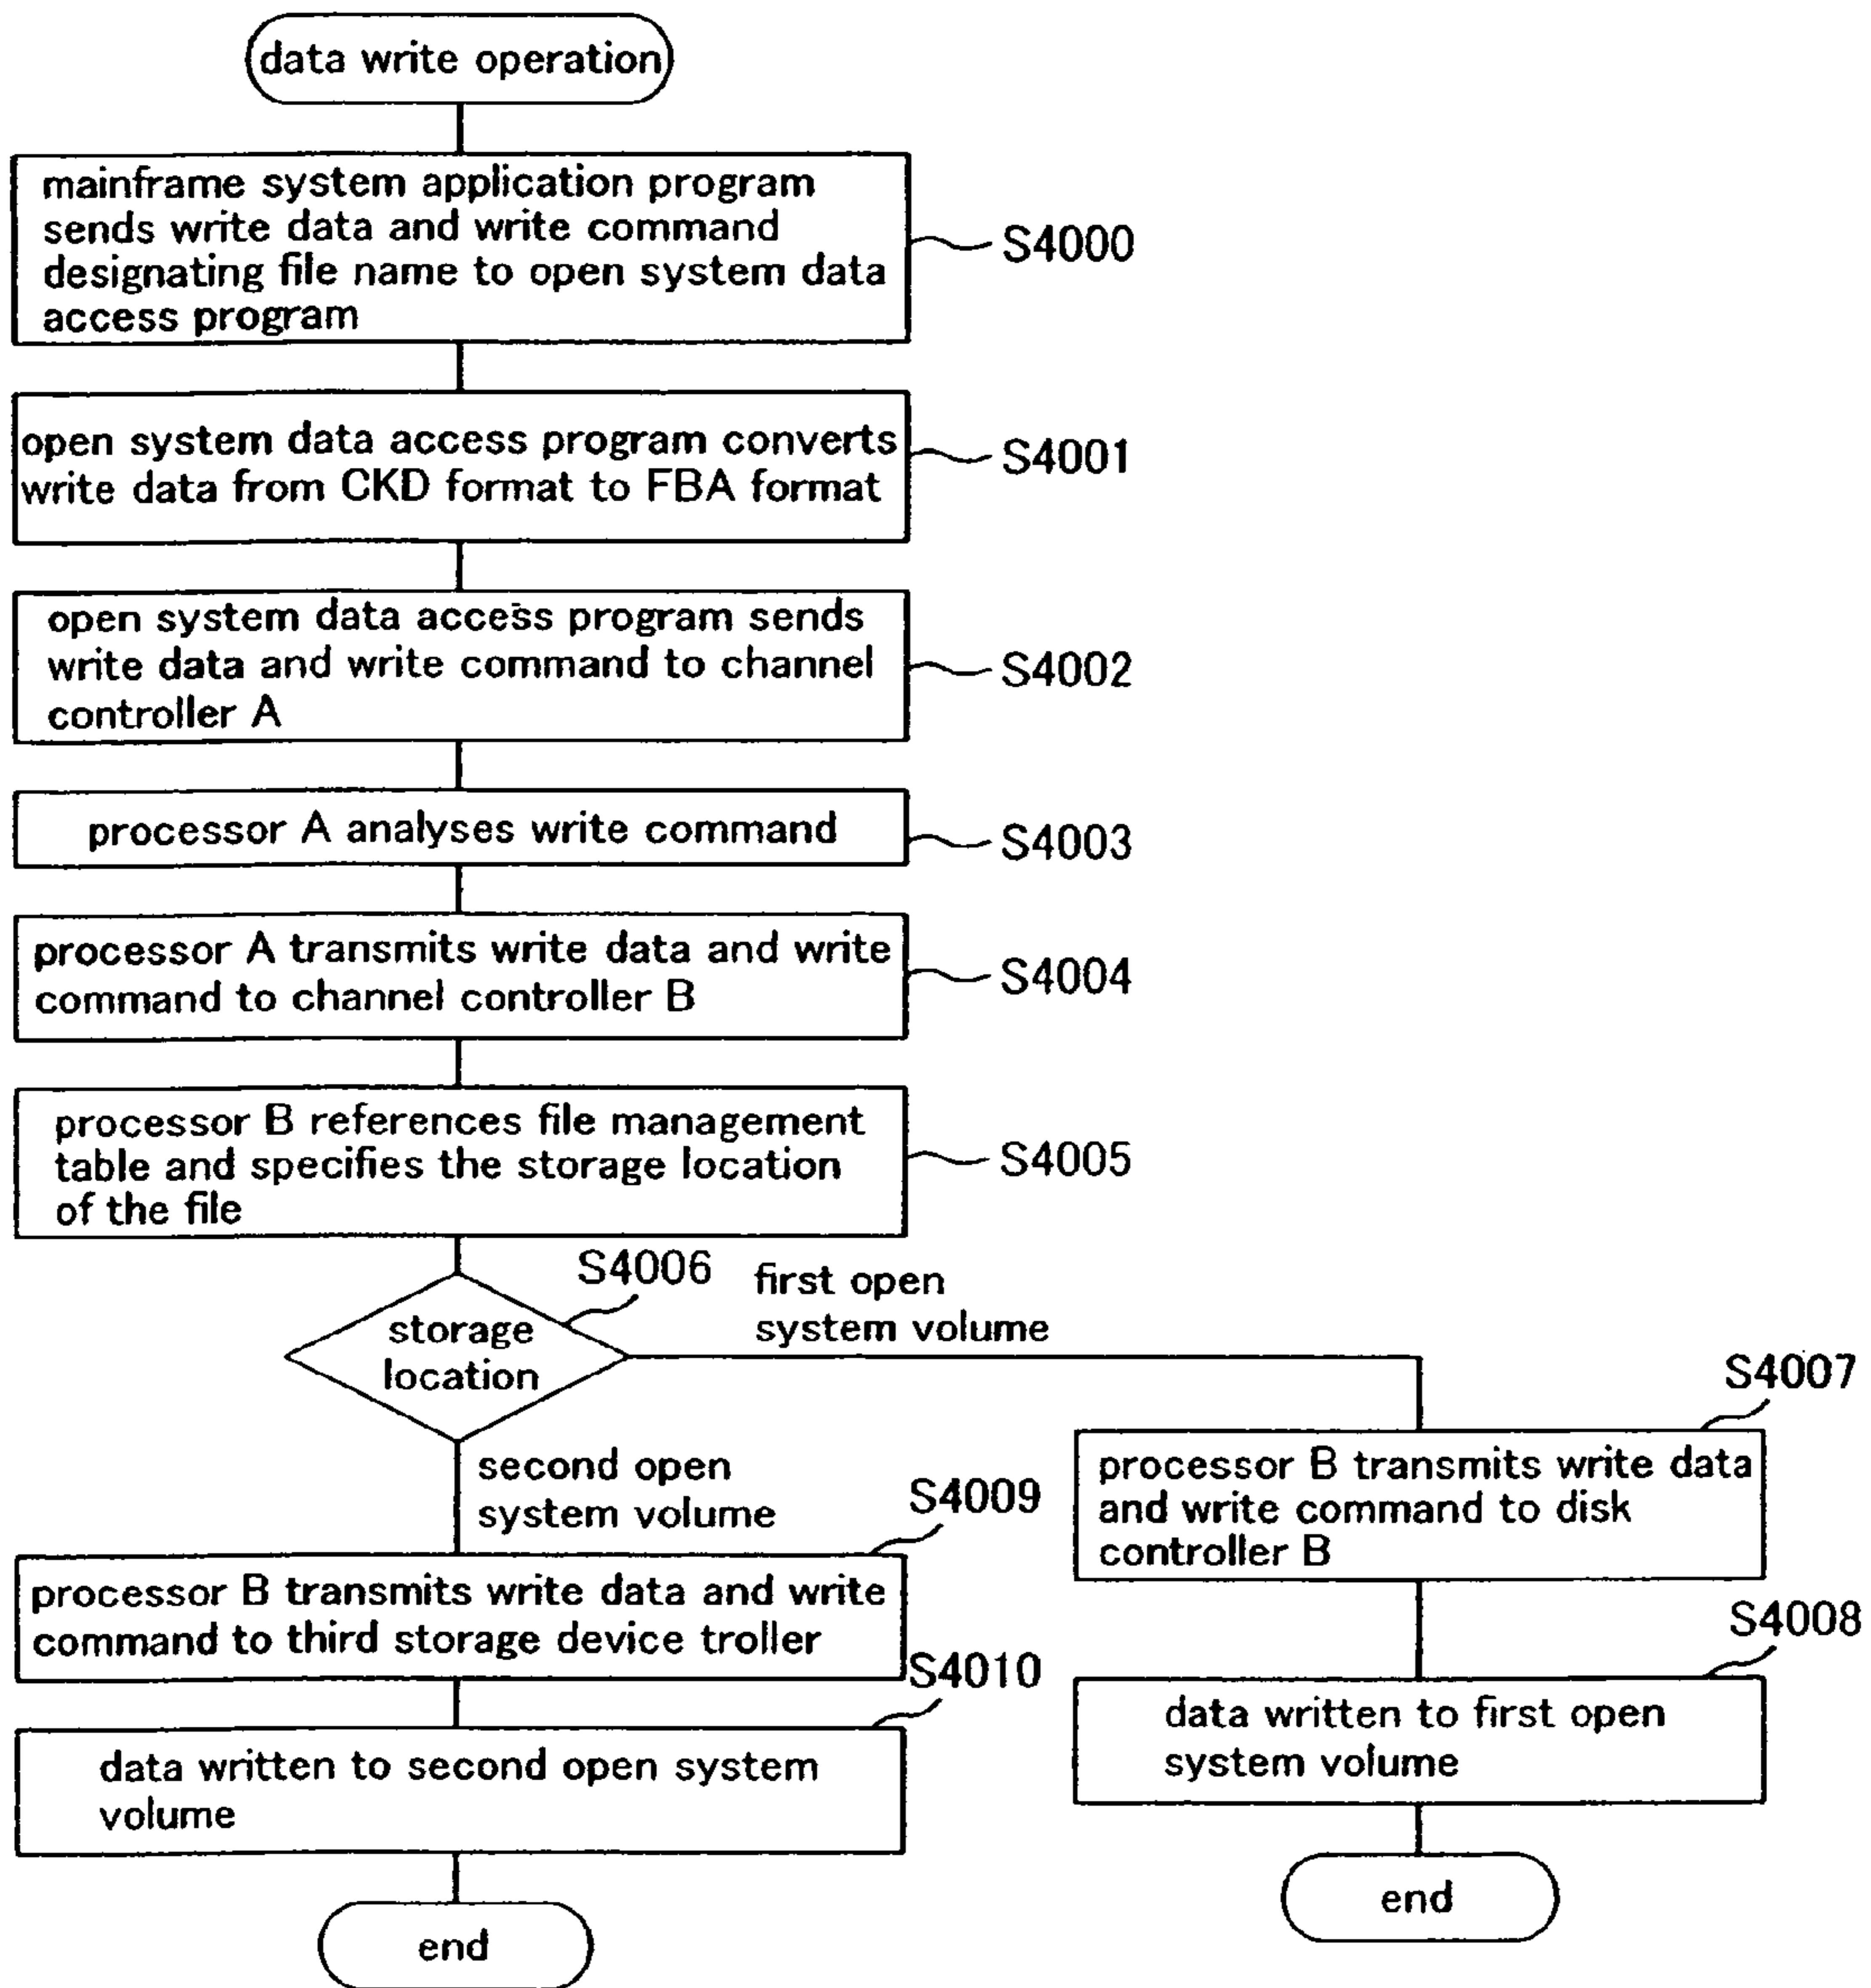 data write operation
mainframe system application program
sends write data and write command
designating file name to open system data
access program
S4000
open system data access program converts
write data from CKD format to FBA format
S4001
open system data access program sends
write data and write command to channel
controller A
S4002
processor A analyses write command
S4003
processor A transmits write data and write
command to channel controller B
S4004
processor B references file management
table and specifies the storage location
of the file
S4005
S4006
storage
location
first open
system volume
S4007
processor B transmits write data
and write command to disk
controller B
S4008
data written to first open
system volume
end
second open
system volume
S4009
processor B transmits write data and write
command to third storage device troller
S4010
data written to second open system
volume
end